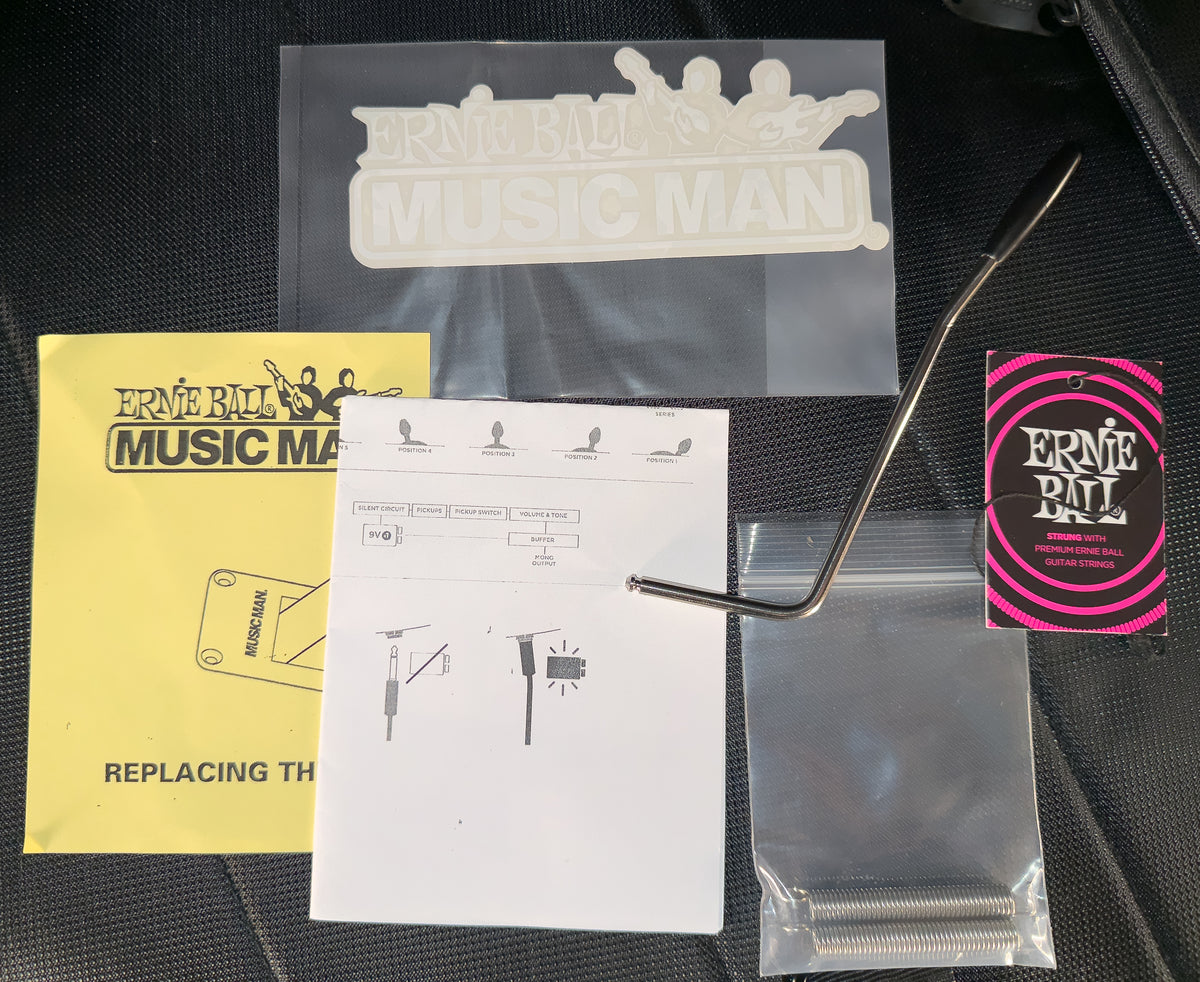 ERNIE BALL®
MUSIC MAN
®
ERNIE BALL®
MUSIC MA
MUSIC MAN.
REPLACING TH
SERIES
POSITION 4
POSITION 3
POSITION 2
POSITION 1
SILENT CIRCUIT
PICKUPS
PICKUP SWITCH
VOLUME & TONE
9V
BUFFER
MONO
OUTPUT
ERNIE
BALL®
STRUNG WITH
PREMIUM ERNIE BALL
GUITAR STRINGS